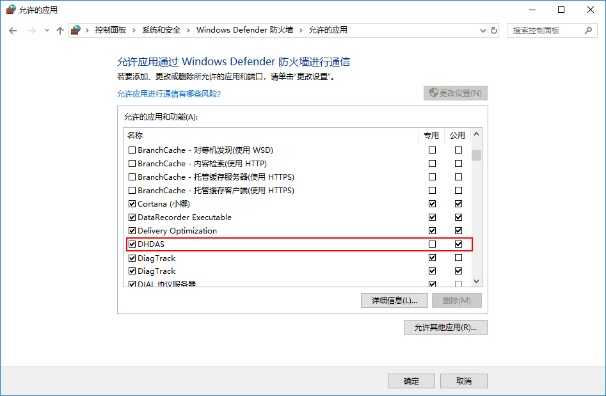 允许的应用
控制面板 › 系统和安全 › Windows Defender 防火墙 › 允许的应用
搜索控制面板
允许应用通过 Windows Defender 防火墙进行通信
若要添加、更改或删除所允许的应用和端口，请单击"更改设置"。
允许应用进行通信有哪些风险?
更改设置(N)
允许的应用和功能(A):
名称 专用 公用
BranchCache - 对等机发现(使用 WSD)
BranchCache - 内容检索(使用 HTTP)
BranchCache - 托管缓存服务器(使用 HTTPS)
BranchCache - 托管缓存客户端(使用 HTTPS)
Cortana (小娜)
DataRecorder Executable
Delivery Optimization
DHDAS
DiagTrack
DiagTrack
DIAL 协议服务器
详细信息(L)...
删除(M)
允许其他应用(R)...
确定
取消